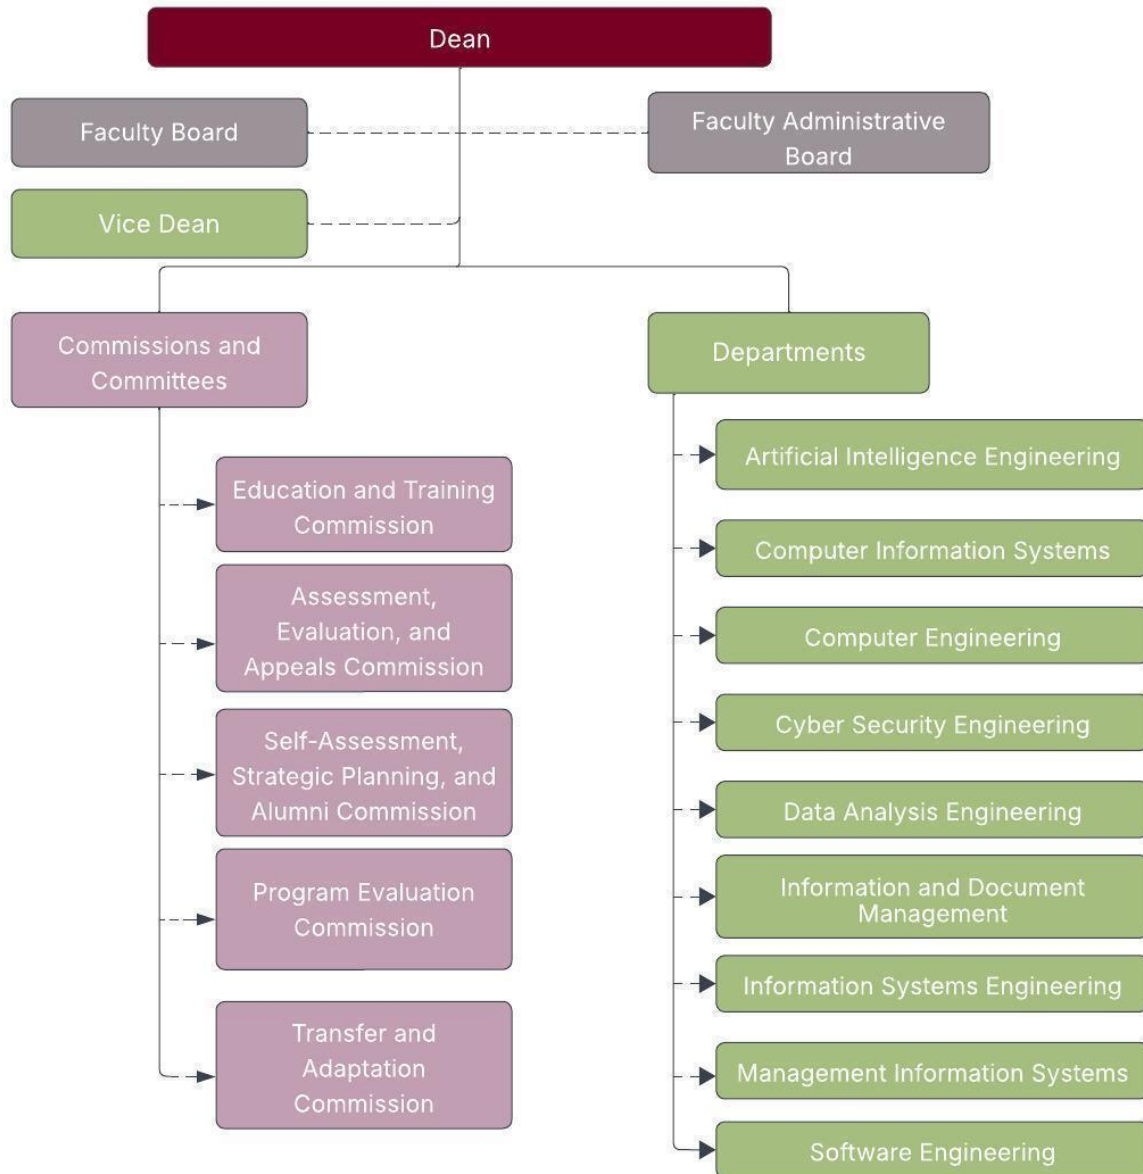 Dean
Faculty Board
Faculty Administrative
Board
Vice Dean
Commissions and
Committees
Education and Training
Commission
Assessment,
Evaluation, and
Appeals Commission
Self-Assessment,
Strategic Planning, and
Alumni Commission
Program Evaluation
Commission
Transfer and
Adaptation
Commission
Departments
Artificial Intelligence Engineering
Computer Information Systems
Computer Engineering
Cyber Security Engineering
Data Analysis Engineering
Information and Document
Management
Information Systems Engineering
Management Information Systems
Software Engineering